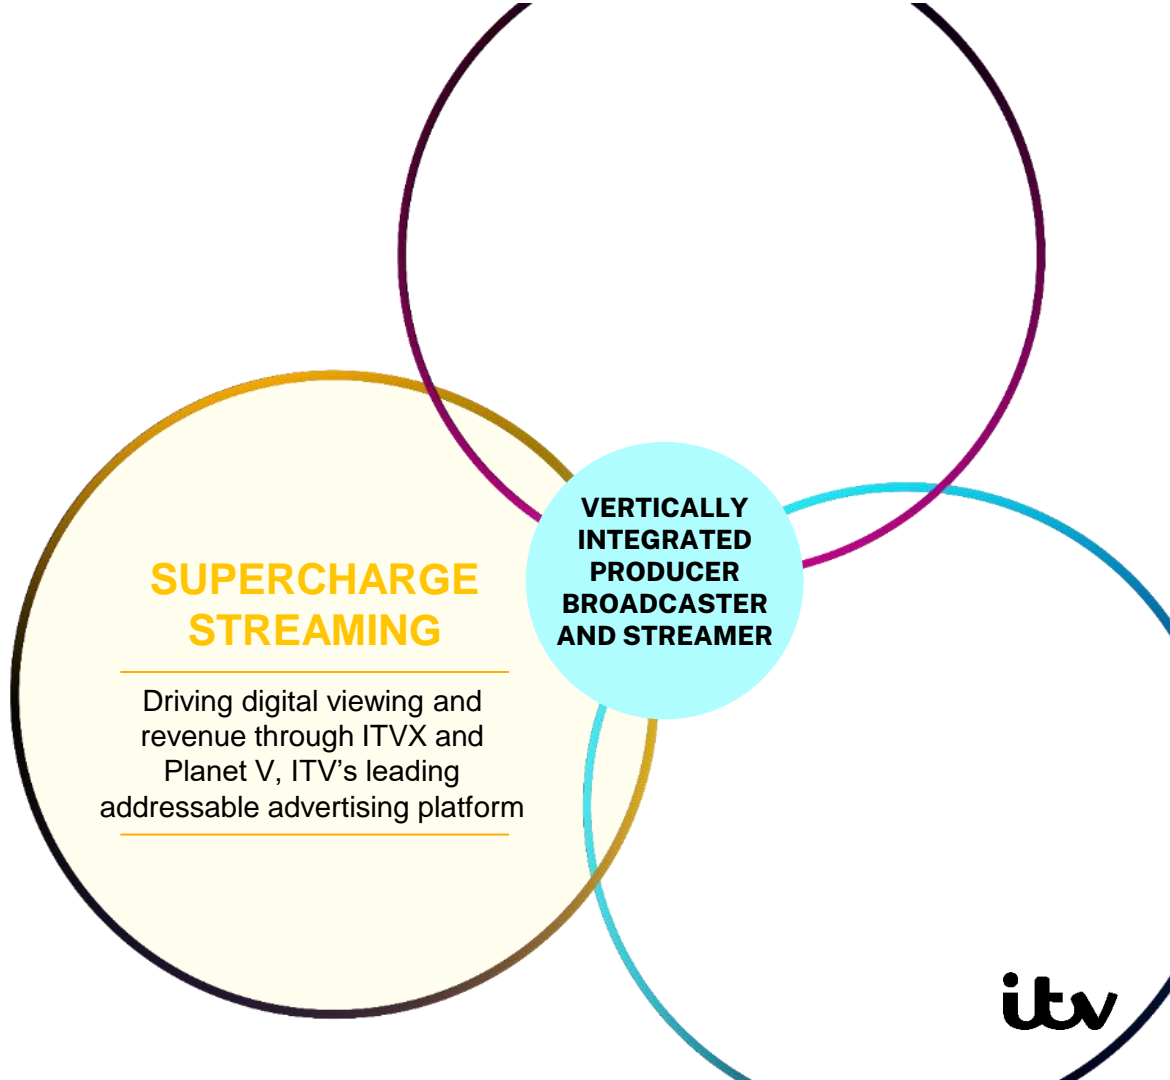 VERTICALLY
INTEGRATED
PRODUCER
BROADCASTER
AND STREAMER
SUPERCHARGE
STREAMING
Driving digital viewing and
revenue through ITVX and
Planet V, ITV’s leading
addressable advertising platform
itv